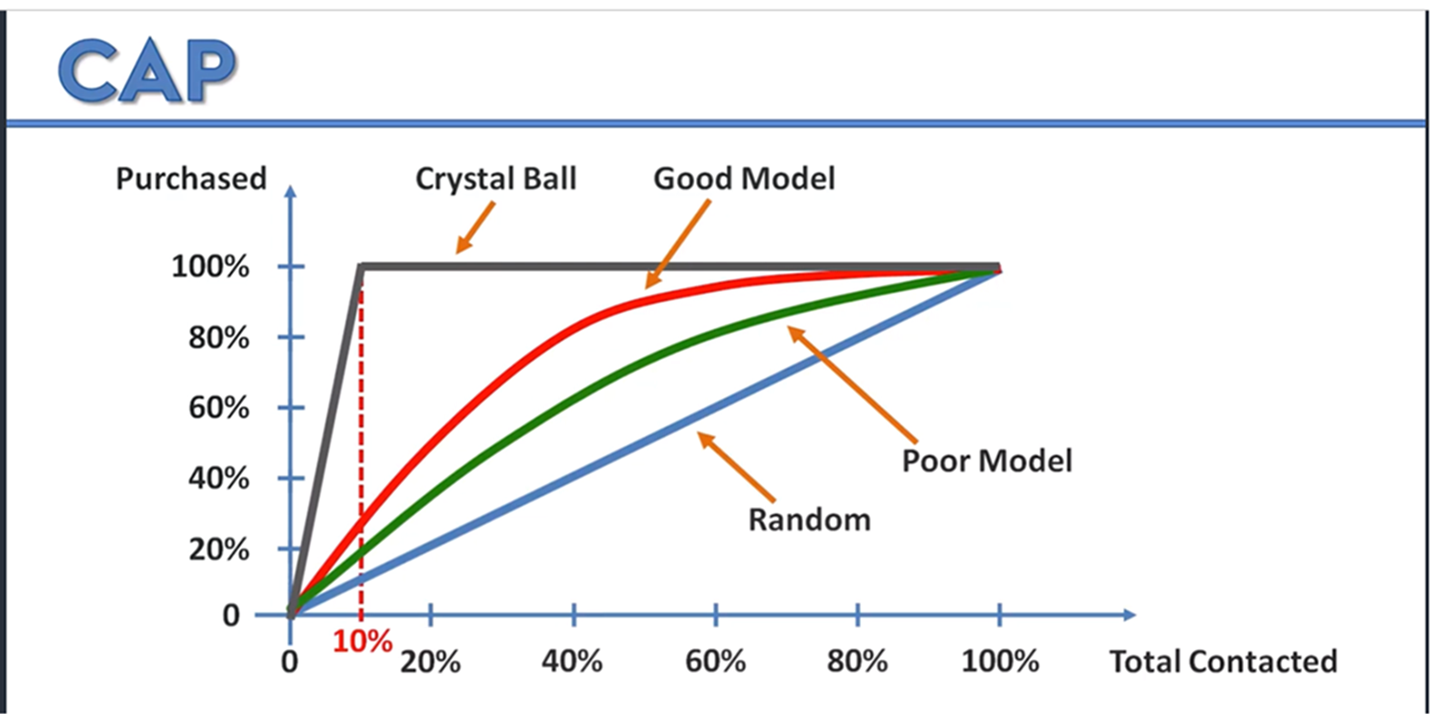 CAP
Purchased
Crystal Ball
Good Model
100%
80%
60%
40%
20%
0
Poor Model
Random
10%
0
20%
40%
60%
80%
100%
Total Contacted